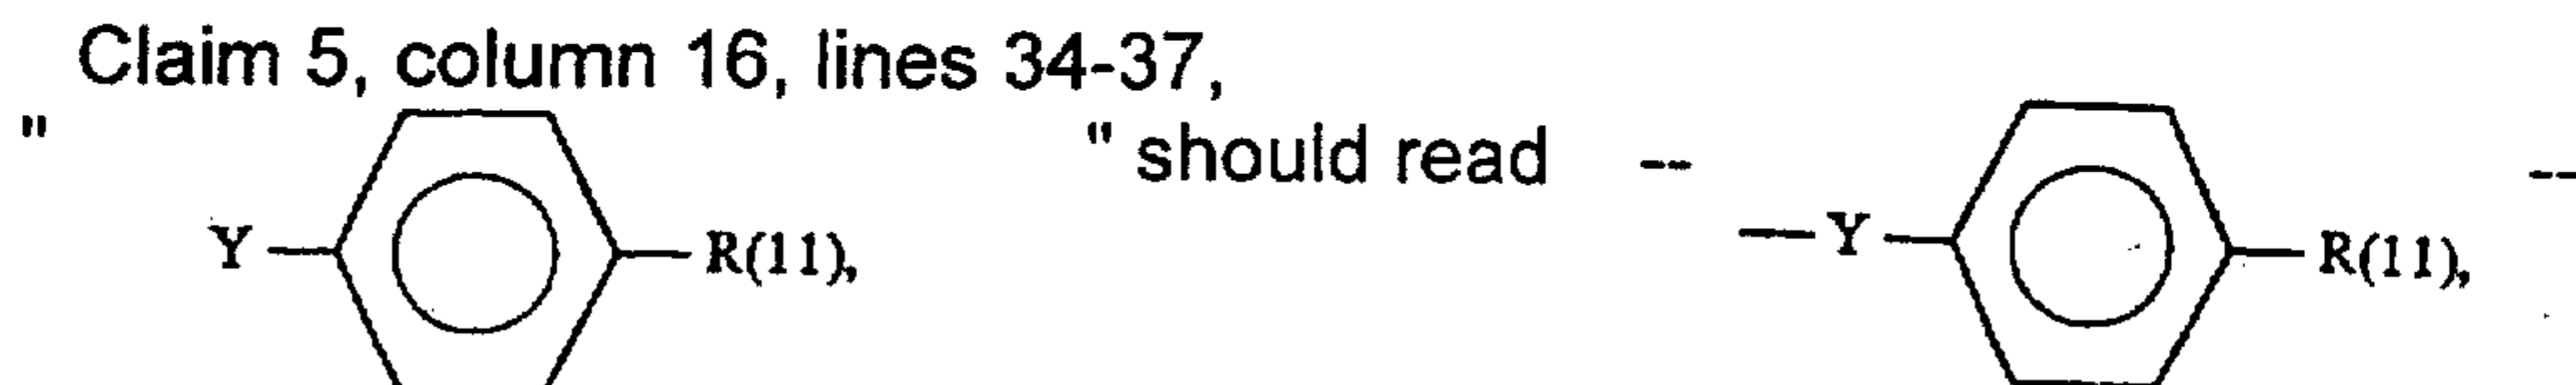 Claim 5, column 16, lines 34-37,
" " should read -- --
Y R(11), —Y R(11),